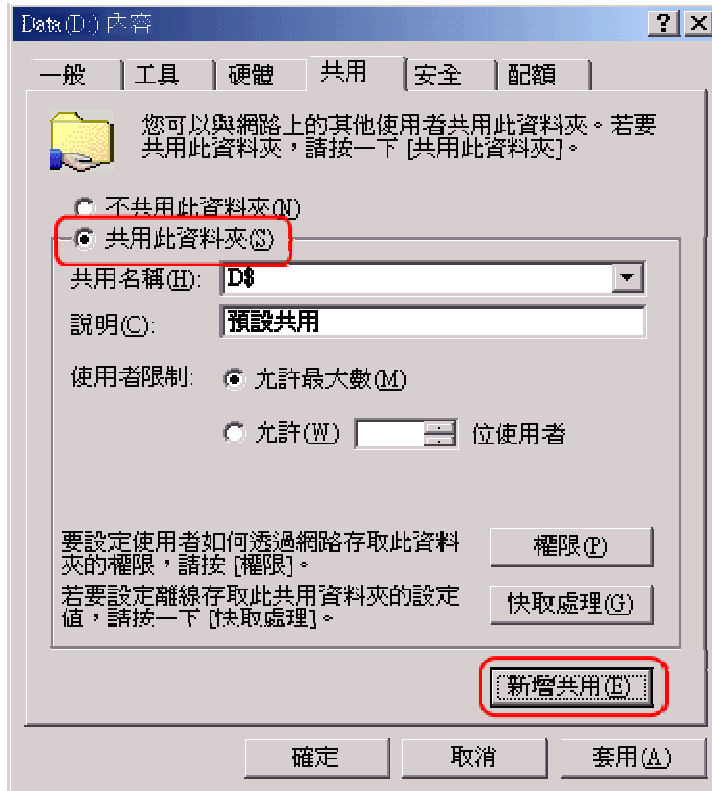 Data (D:) 內容
一般 工具 硬體 共用 安全 配額
您可以與網路上的其他使用者共用此資料夾。若要
共用此資料夾，請按一下 [共用此資料夾]。
不共用此資料夾(N)
共用此資料夾(S)
共用名稱(H): D$
說明(C): 預設共用
使用者限制: 允許最大數(M)
允許(W) 位使用者
要設定使用者如何透過網路存取此資料
夾的權限，請按 [權限]。
權限(P)
若要設定離線存取此共用資料夾的設定
值，請按一下 [快取處理]。
快取處理(G)
新增共用(E)
確定 取消 套用(A)